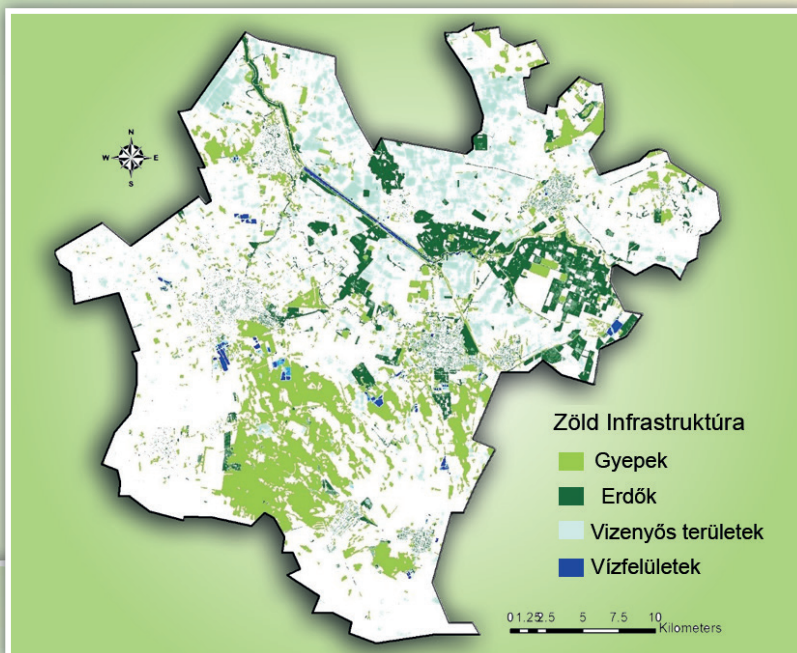 N
W E
S
Zöld Infrastruktúra
Gyepek
Erdők
Vizenyős területek
Vízfelületek
0 1.25 2.5 5 7.5 10
Kilometers